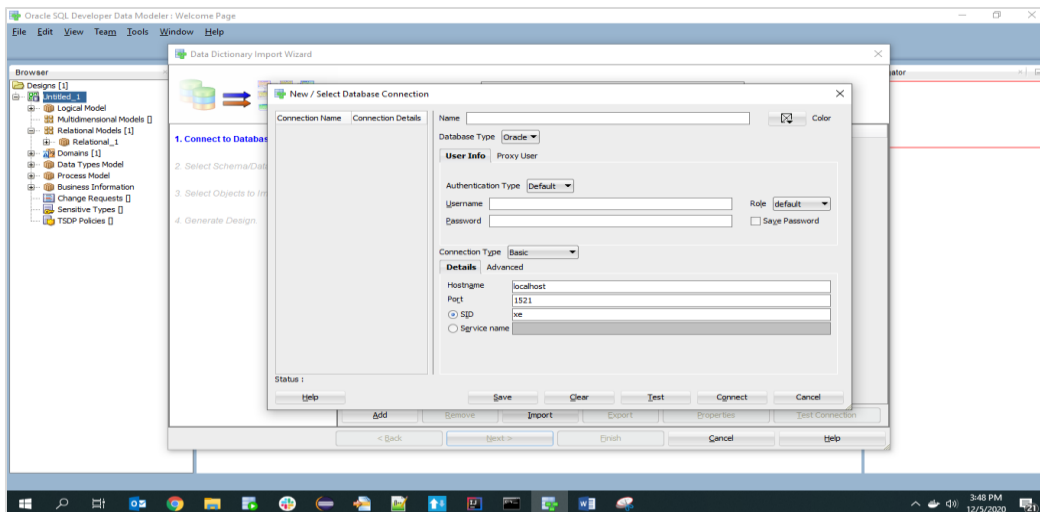 Oracle SQL Developer Data Modeler : Welcome Page
File Edit View Team Tools Window Help
Data Dictionary Import Wizard
Browser
Designs [1]
Untitled_1
Logical Model
Multidimensional Models []
Relational Models [1]
Relational_1
Domains [1]
Data Types Model
Process Model
Business Information
Change Requests []
Sensitive Types []
TSDP Policies []
1. Connect to Databas
2. Select Schema/Dat
3. Select Objects to Im
4. Generate Design.
New / Select Database Connection
Connection Name Connection Details
Name
Color
Database Type Oracle
User Info Proxy User
Authentication Type Default
Username
Role default
Password
Save Password
Connection Type Basic
Details Advanced
Hostname localhost
Port 1521
SID xe
Service name
Status :
Help Save Clear Test Connect Cancel
Add Remove Import Export Properties Test Connection
< Back Next > Finish Cancel Help
ator
3:48 PM
12/5/2020